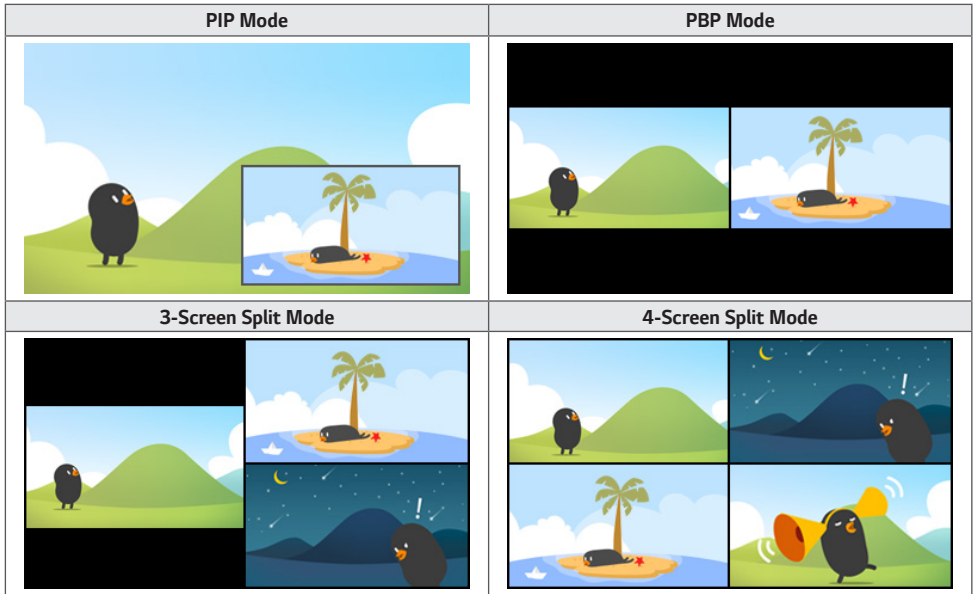 PIP Mode
PBP Mode
3-Screen Split Mode
4-Screen Split Mode